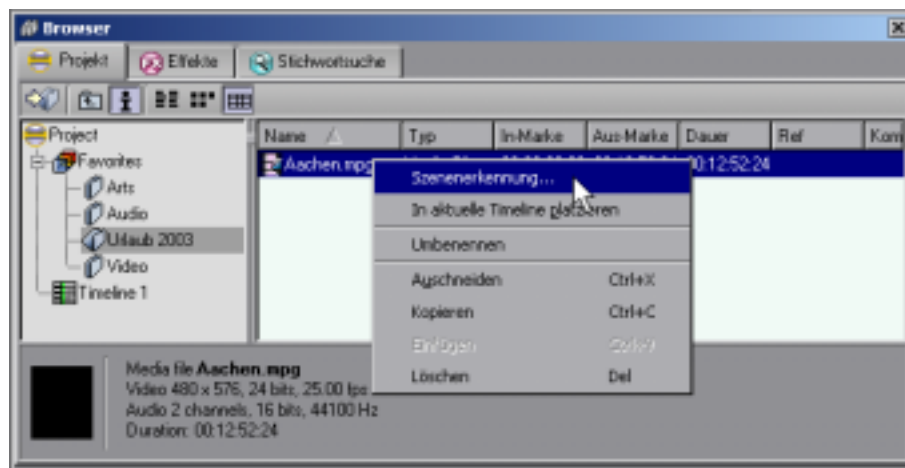 Browser
Projekt Effekte Stichwortsuche
Name Typ In-Marke Aus-Marke Dauer Ref Kom
Project
Favorites
Arts
Audio
Urlaub 2003
Video
Timeline 1
Aachen.mpg 00:12:52:24
Szenenerkennung...
In aktuelle Timeline platzieren
Umbenennen
Auschneiden Ctrl+X
Kopieren Ctrl+C
Einfügen Ctrl+V
Löschen Del
Media file Aachen.mpg
Video 480 x 576, 24 bits, 25.00 fps
Audio 2 channels, 16 bits, 44100 Hz
Duration: 00:12:52:24